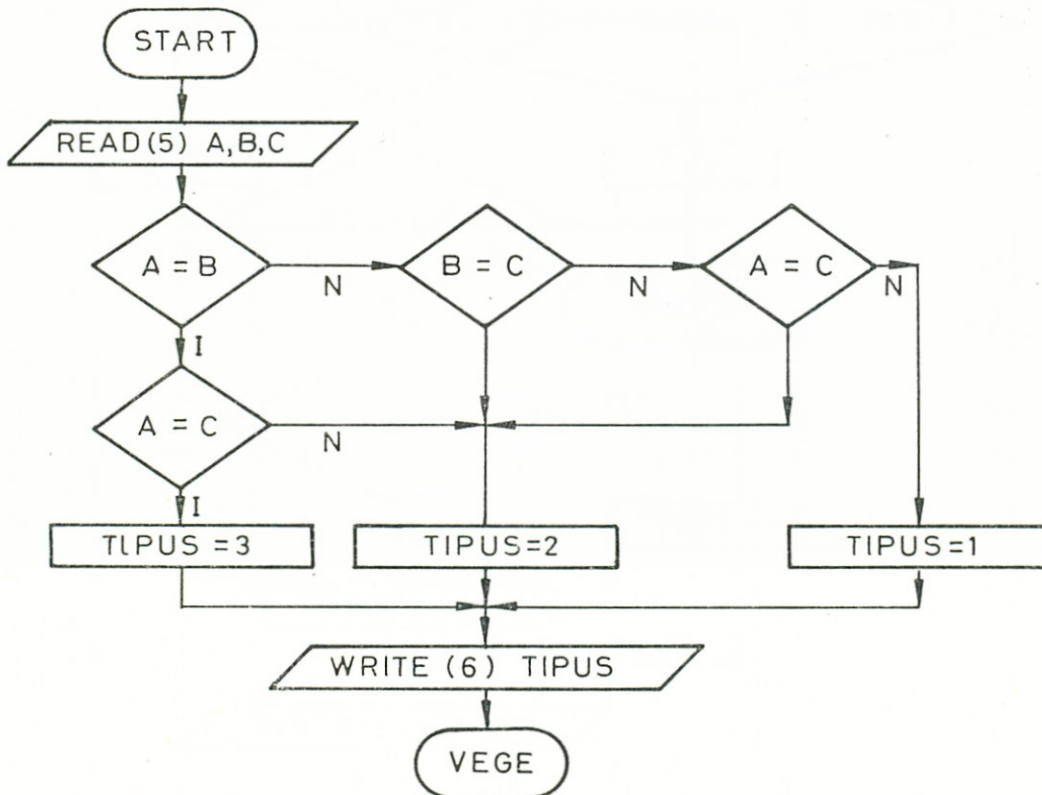 START
READ(5) A,B,C
A = B
N
B = C
N
A = C
N
I
A = C
N
I
TIPUS = 3
TIPUS=2
TIPUS=1
WRITE (6) TIPUS
VEGE